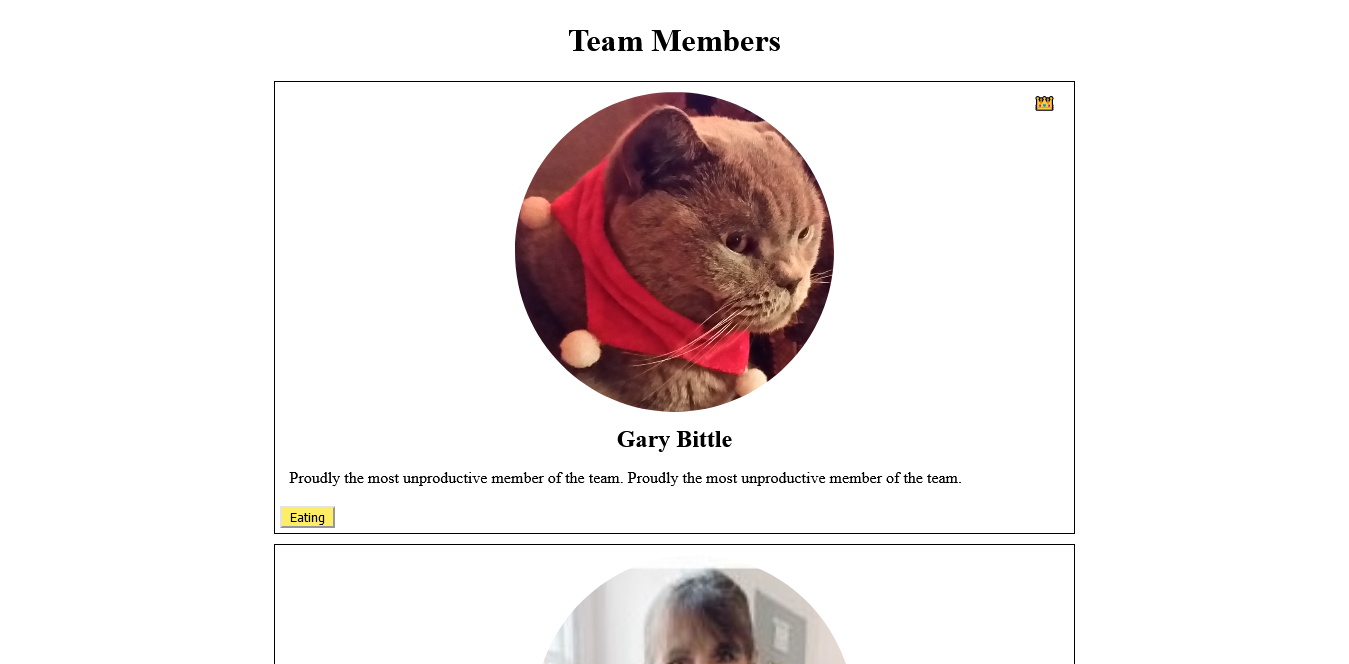 Team Members
Gary Bittle
Proudly the most unproductive member of the team. Proudly the most unproductive member of the team.
Eating